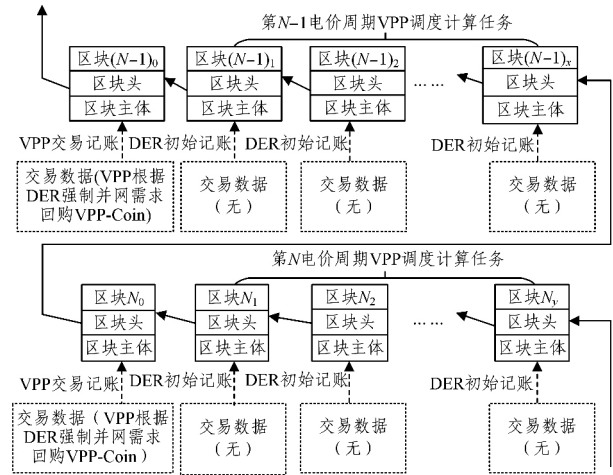 第N−1电价周期VPP调度计算任务
区块(N−1)₀ 区块(N−1)₁ 区块(N−1)₂ 区块(N−1)ₓ
区块头 区块头 区块头 …… 区块头
区块主体 区块主体 区块主体 区块主体
VPP交易记账 DER初始记账 DER初始记账 DER初始记账
交易数据(VPP根据
DER强制并网需求
回购VPP-Coin)
交易数据
(无)
交易数据
(无)
交易数据
(无)
第N电价周期VPP调度计算任务
区块N₀ 区块N₁ 区块N₂ 区块Nᵧ
区块头 区块头 区块头 …… 区块头
区块主体 区块主体 区块主体 区块主体
VPP交易记账 DER初始记账 DER初始记账 DER初始记账
交易数据（VPP根据
DER强制并网需求
回购VPP-Coin）
交易数据
(无)
交易数据
(无)
交易数据
(无)